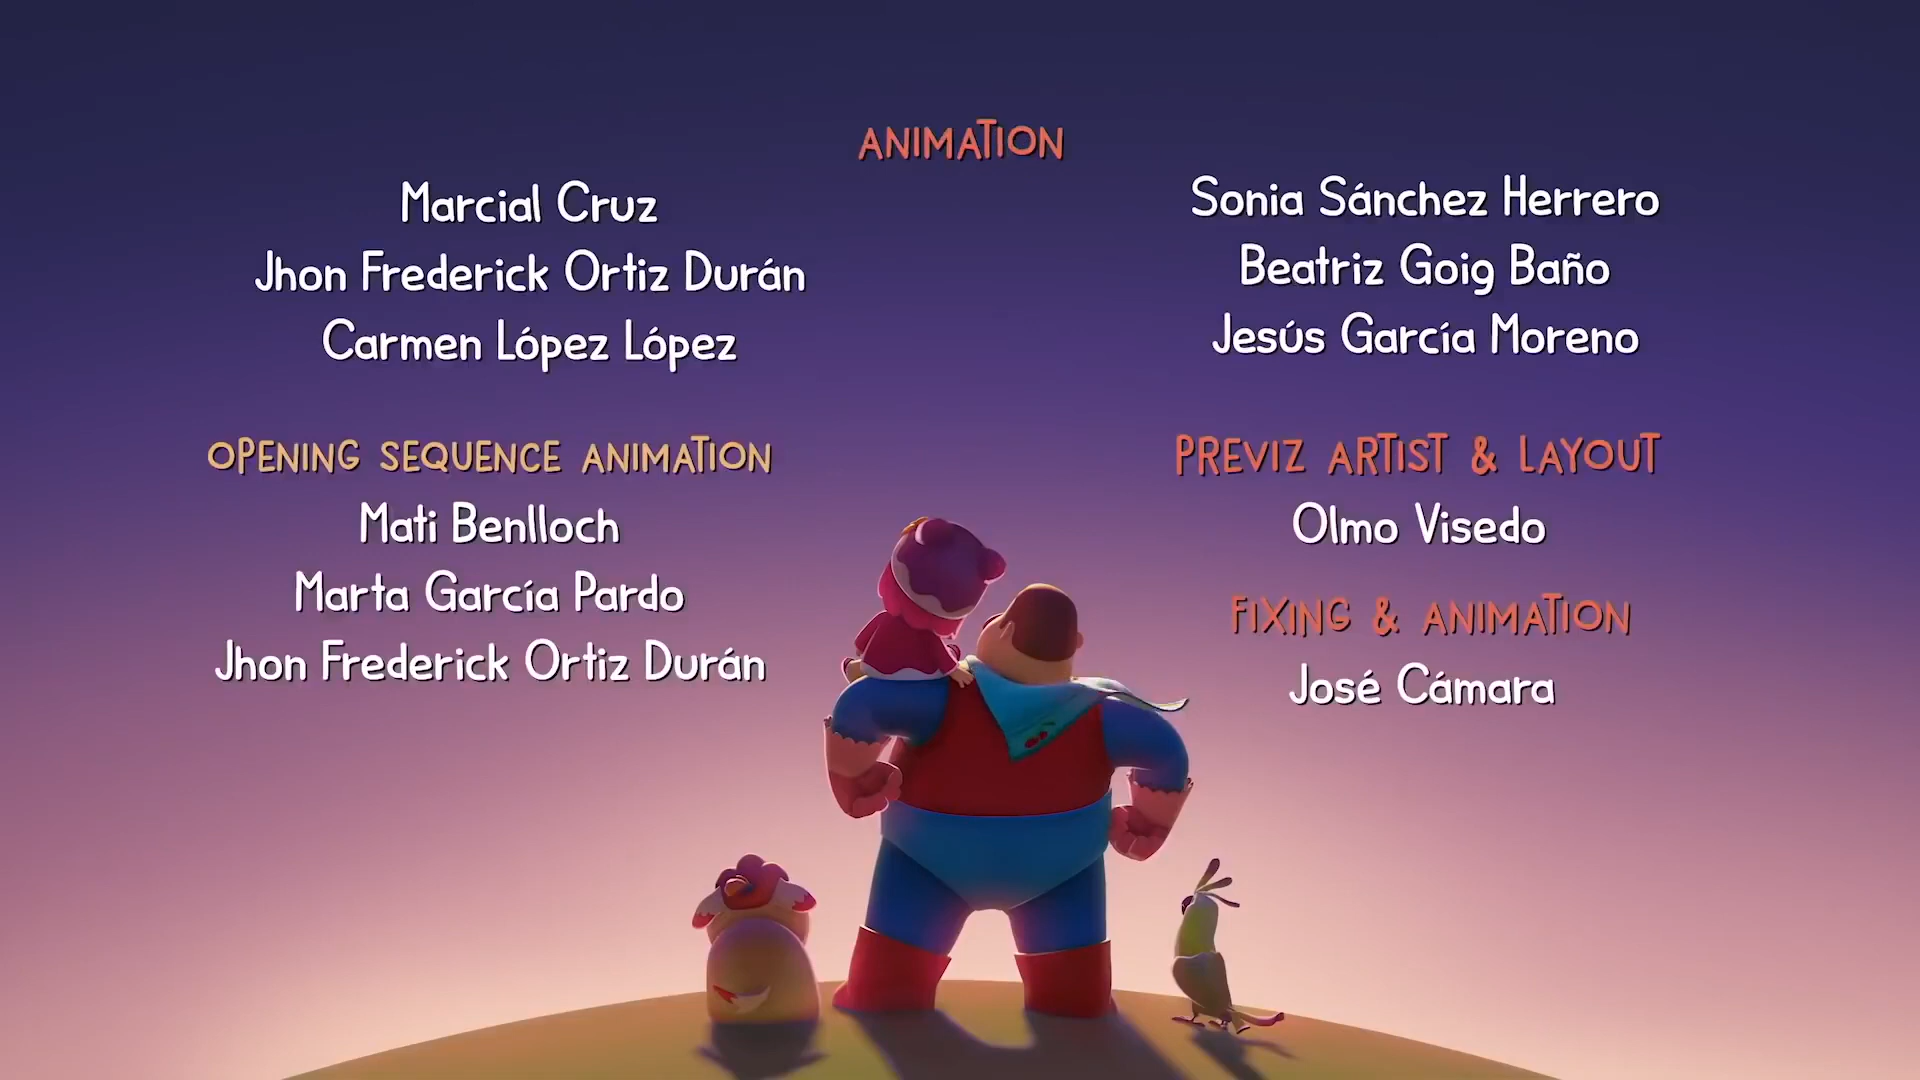 ANIMATION
Marcial Cruz
Jhon Frederick Ortiz Durán
Carmen López López
Sonia Sánchez Herrero
Beatriz Goig Baño
Jesús García Moreno
OPENING SEQUENCE ANIMATION
Mati Benlloch
Marta García Pardo
Jhon Frederick Ortiz Durán
PREVIZ ARTIST & LAYOUT
Olmo Visedo
FIXING & ANIMATION
José Cámara